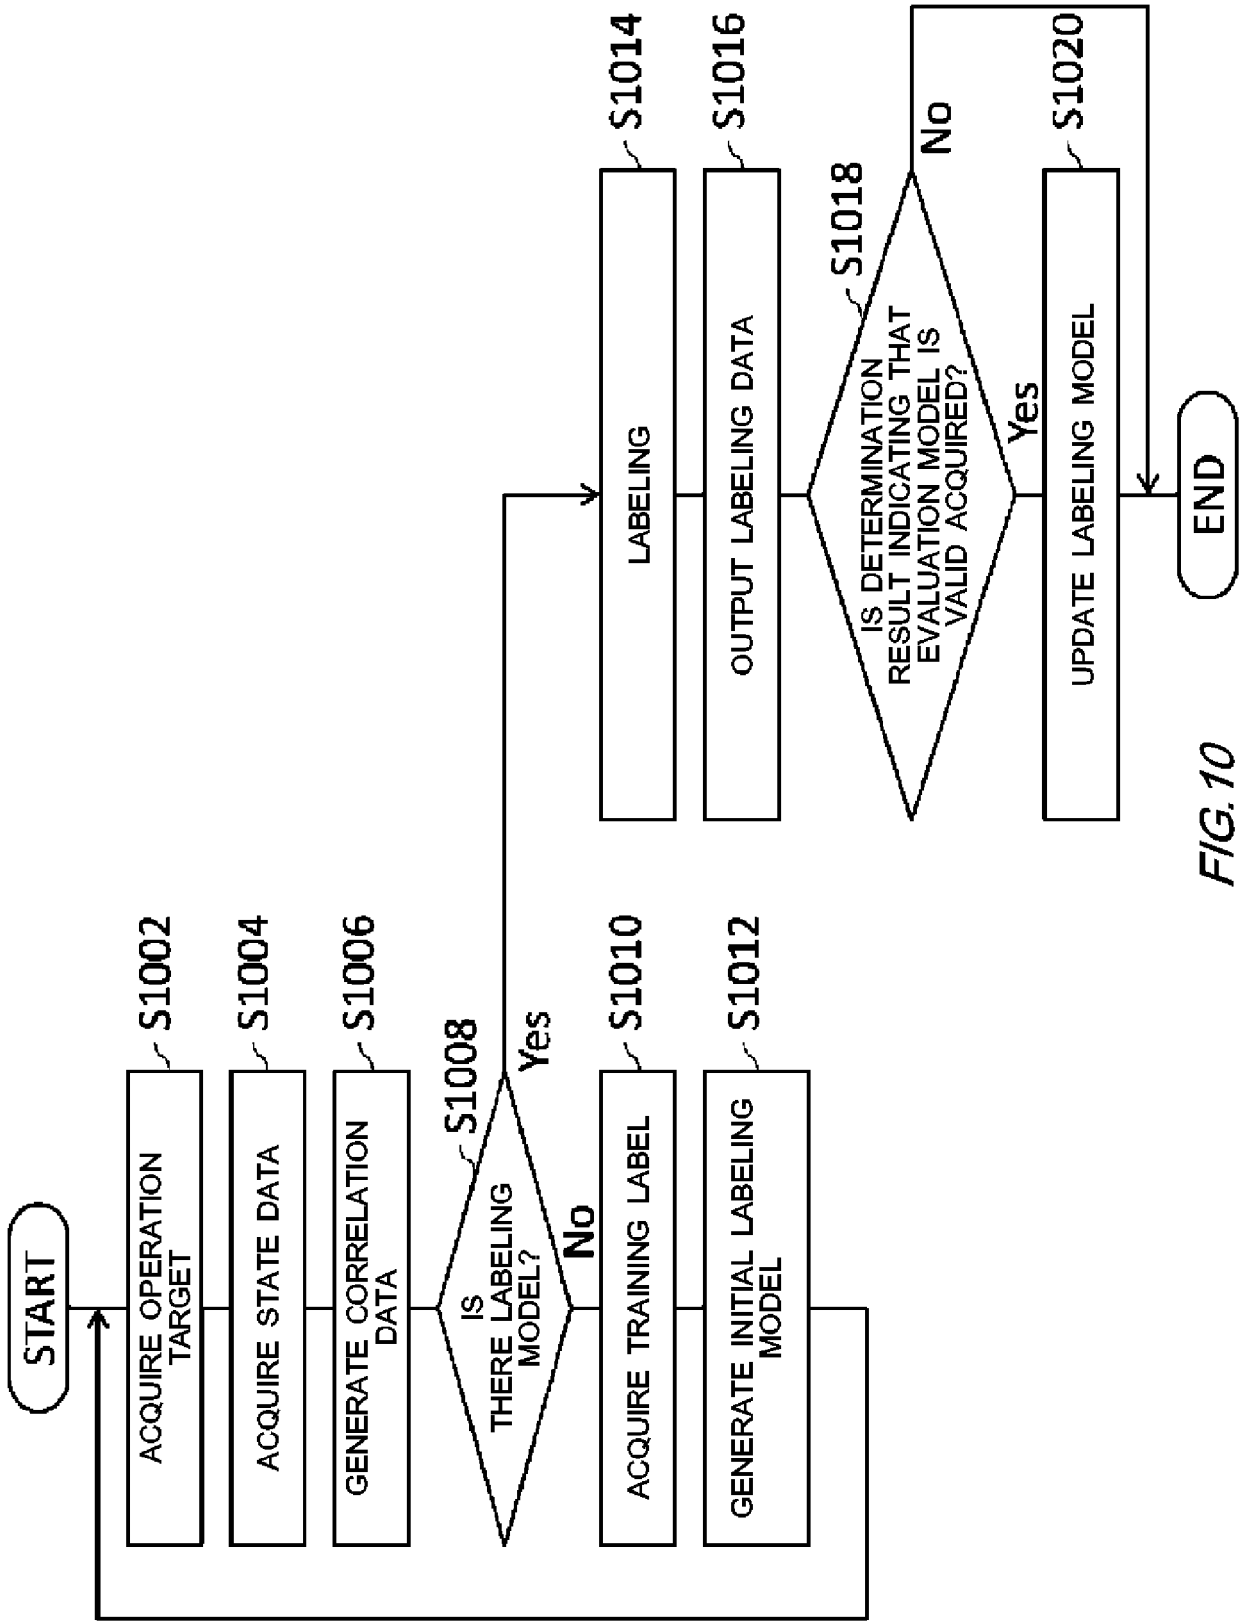 START
ACQUIRE OPERATION
TARGET
S1002
ACQUIRE STATE DATA
S1004
GENERATE CORRELATION
DATA
S1006
IS
THERE LABELING
MODEL?
S1008
Yes
No
ACQUIRE TRAINING LABEL
S1010
GENERATE INITIAL LABELING
MODEL
S1012
LABELING
S1014
OUTPUT LABELING DATA
S1016
IS DETERMINATION
RESULT INDICATING THAT
EVALUATION MODEL IS
VALID ACQUIRED?
S1018
No
Yes
UPDATE LABELING MODEL
S1020
END
FIG. 10